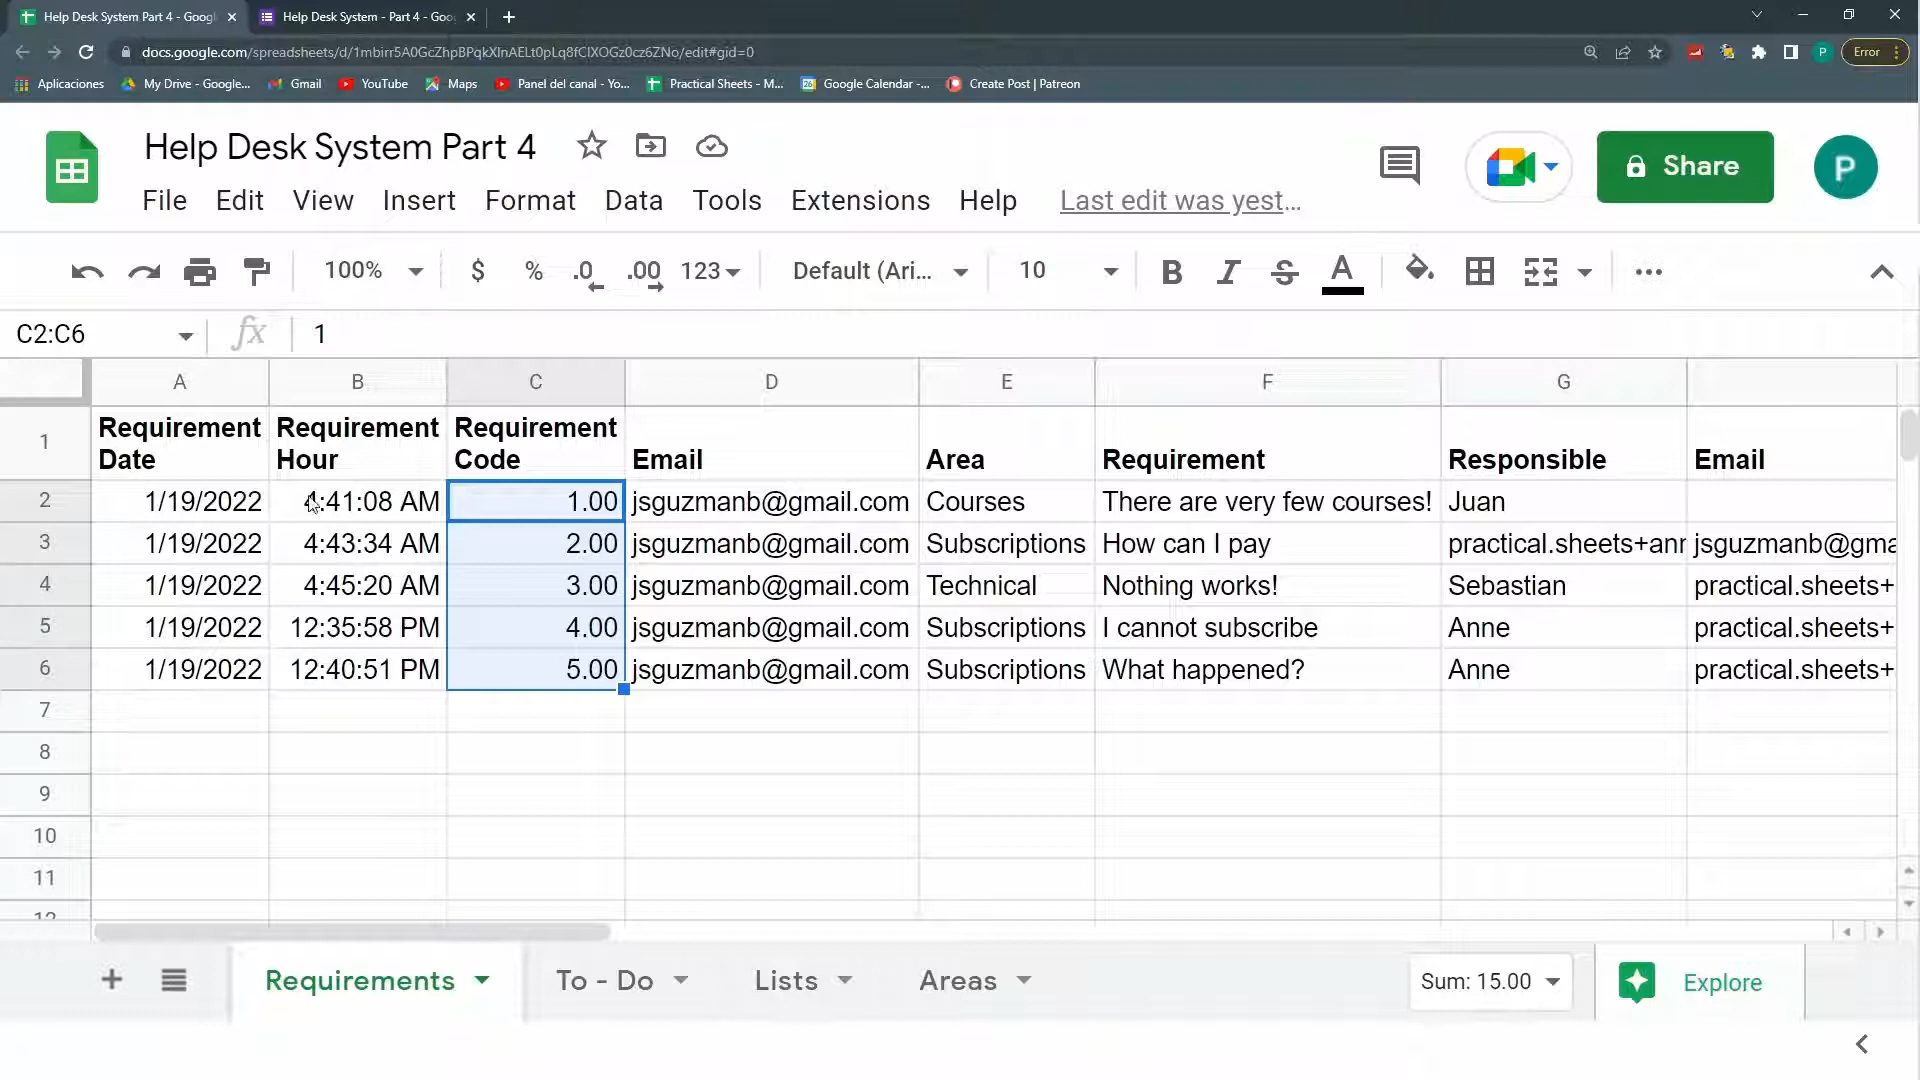 Help Desk System Part 4 - Googl
Help Desk System - Part 4 - Goo
docs.google.com/spreadsheets/d/1mbirr5A0GcZhpBPqkXlnAELt0pLq8fClXOGz0cz6ZNo/edit#gid=0
P
Error
Aplicaciones
My Drive - Google...
Gmail
YouTube
Maps
Panel del canal - Yo...
Practical Sheets - M...
Google Calendar -...
Create Post | Patreon
Help Desk System Part 4
Share
P
File Edit View Insert Format Data Tools Extensions Help Last edit was yest...
100% $ % .0 .00 123 Default (Ari... 10 B I S A
C2:C6 fx 1
A B C D E F G
1 Requirement Date Requirement Hour Requirement Code Email Area Requirement Responsible Email
2 1/19/2022 4:41:08 AM 1.00 jsguzmanb@gmail.com Courses There are very few courses! Juan
3 1/19/2022 4:43:34 AM 2.00 jsguzmanb@gmail.com Subscriptions How can I pay practical.sheets+anr jsguzmanb@gma
4 1/19/2022 4:45:20 AM 3.00 jsguzmanb@gmail.com Technical Nothing works! Sebastian practical.sheets+
5 1/19/2022 12:35:58 PM 4.00 jsguzmanb@gmail.com Subscriptions I cannot subscribe Anne practical.sheets+
6 1/19/2022 12:40:51 PM 5.00 jsguzmanb@gmail.com Subscriptions What happened? Anne practical.sheets+
7
8
9
10
11
12
Requirements To - Do Lists Areas Sum: 15.00 Explore